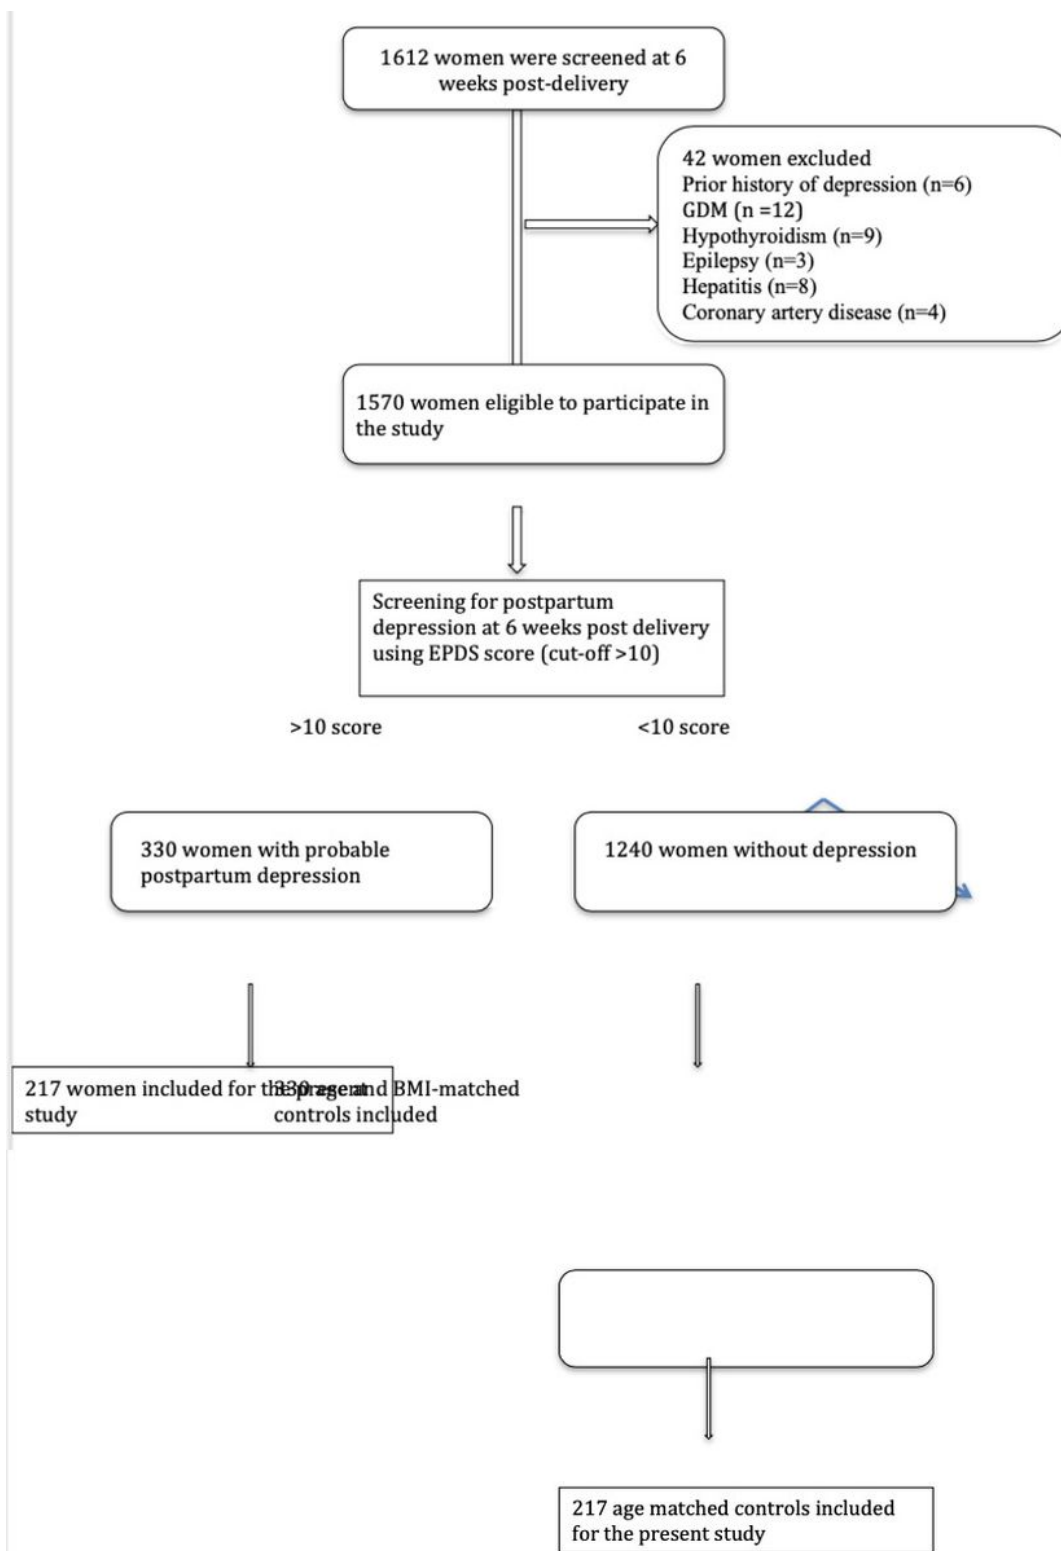 1612 women were screened at 6
weeks post-delivery
42 women excluded
Prior history of depression (n=6)
GDM (n =12)
Hypothyroidism (n=9)
Epilepsy (n=3)
Hepatitis (n=8)
Coronary artery disease (n=4)
1570 women eligible to participate in
the study
Screening for postpartum
depression at 6 weeks post delivery
using EPDS score (cut-off >10)
>10 score
<10 score
330 women with probable
postpartum depression
1240 women without depression
217 women included for the present
study
330 age and BMI-matched
controls included
217 age matched controls included
for the present study